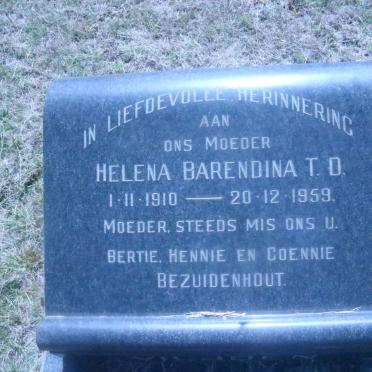 IN LIEFDEVOLLE HERINNERING
AAN
ONS MOEDER
HELENA BARENDINA T. D.
1·11·1910 — 20·12·1959.
MOEDER, STEEDS MIS ONS U.
BERTIE, HENNIE EN COENNIE
BEZUIDENHOUT.